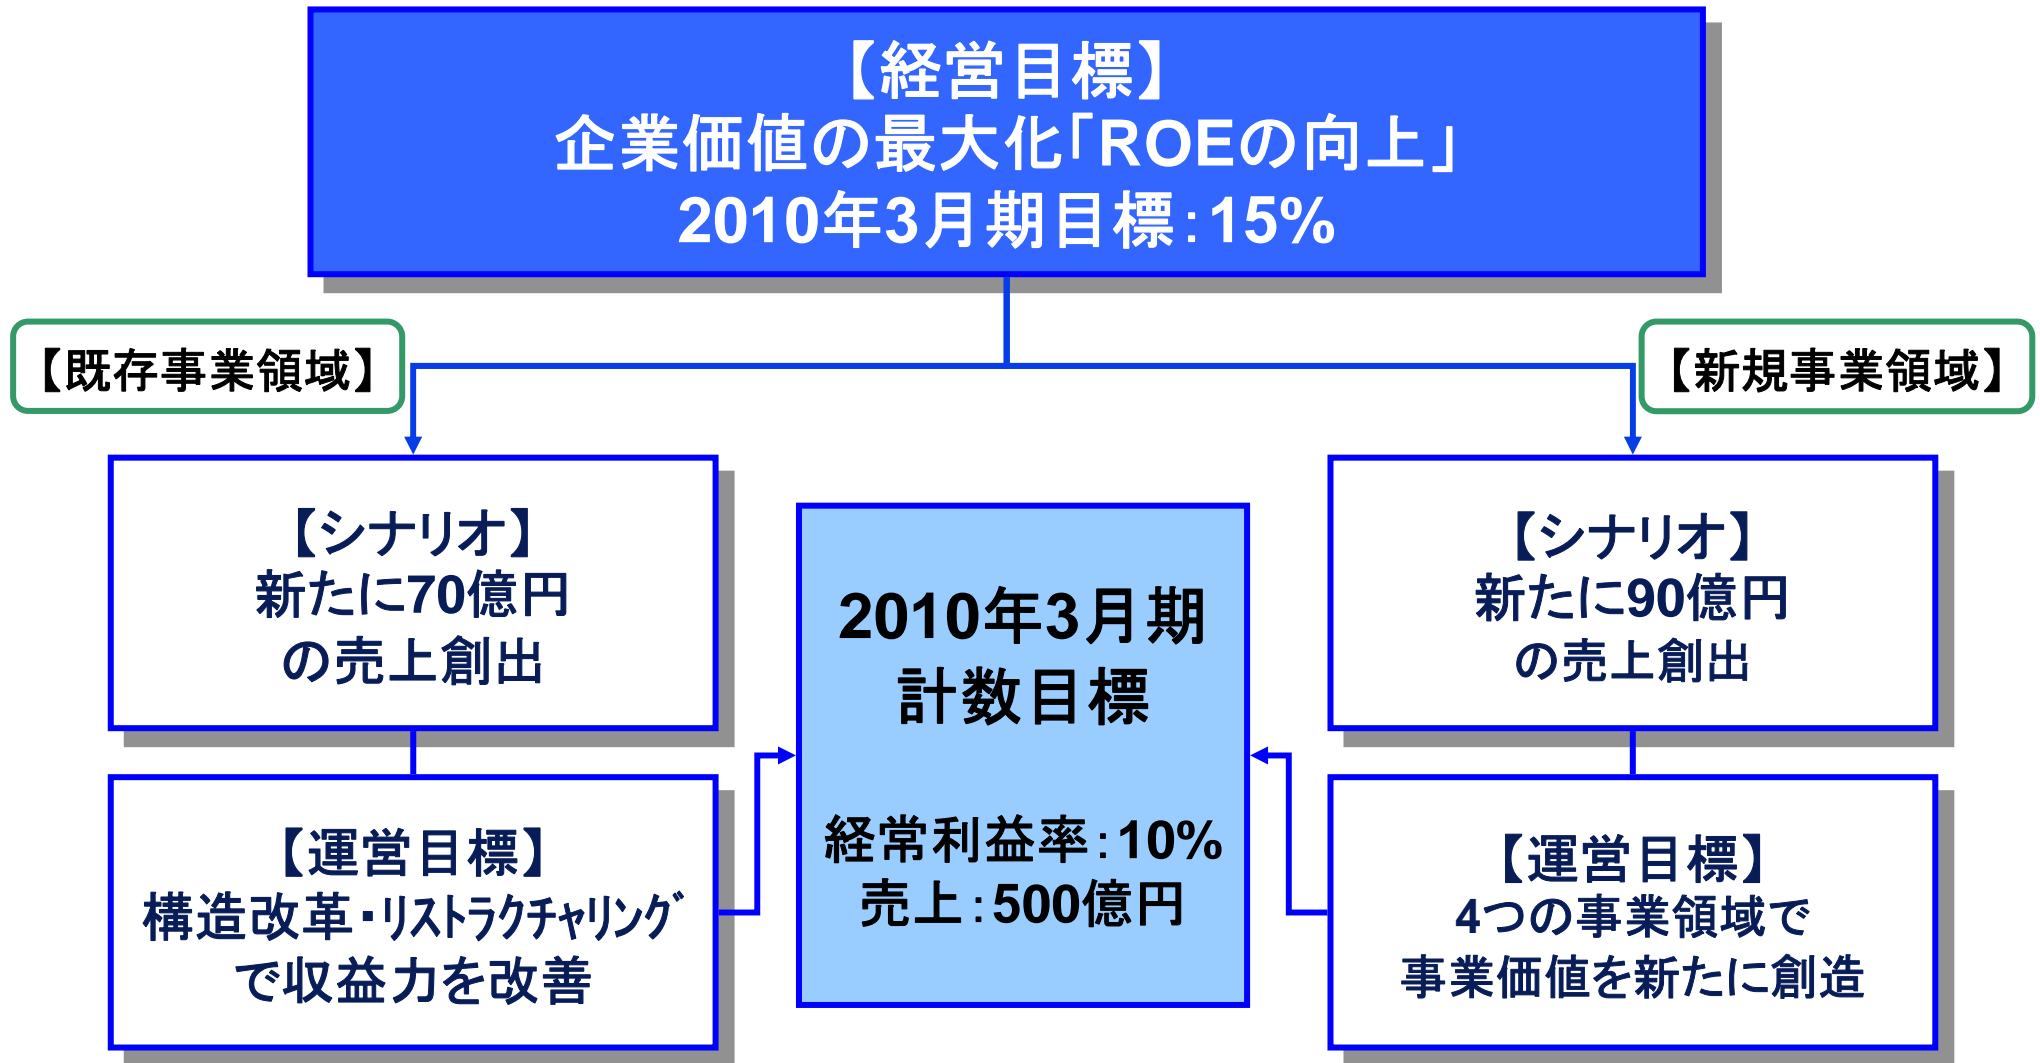 【経営目標】
企業価値の最大化「ROEの向上」
2010年3月期目標：15%
【既存事業領域】
【新規事業領域】
【シナリオ】
新たに70億円
の売上創出
【運営目標】
構造改革・リストラクチャリング
で収益力を改善
2010年3月期
計数目標
経常利益率：10%
売上：500億円
【シナリオ】
新たに90億円
の売上創出
【運営目標】
4つの事業領域で
事業価値を新たに創造